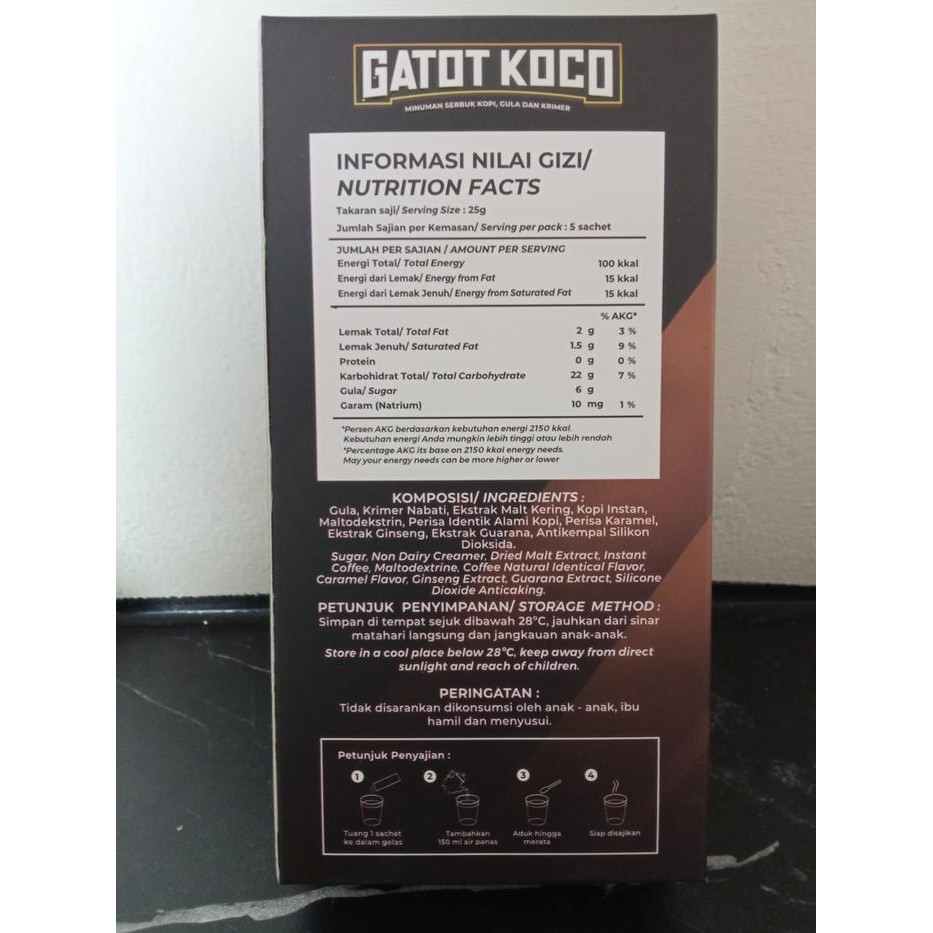 GATOT KOCO
MINUMAN SERBUK KOPI, GULA DAN KRIMER
INFORMASI NILAI GIZI/
NUTRITION FACTS
Takaran saji/ Serving Size : 25g
Jumlah Sajian per Kemasan/ Serving per pack : 5 sachet
JUMLAH PER SAJIAN / AMOUNT PER SERVING
Energi Total/ Total Energy 100 kkal
Energi dari Lemak/ Energy from Fat 15 kkal
Energi dari Lemak Jenuh/ Energy from Saturated Fat 15 kkal
% AKG*
Lemak Total/ Total Fat 2 g 3 %
Lemak Jenuh/ Saturated Fat 1.5 g 9 %
Protein 0 g 0 %
Karbohidrat Total/ Total Carbohydrate 22 g 7 %
Gula/ Sugar 6 g
Garam (Natrium) 10 mg 1 %
*Persen AKG berdasarkan kebutuhan energi 2150 kkal.
Kebutuhan energi Anda mungkin lebih tinggi atau lebih rendah
*Percentage AKG its base on 2150 kkal energy needs.
May your energy needs can be more higher or lower
KOMPOSISI/ INGREDIENTS :
Gula, Krimer Nabati, Ekstrak Malt Kering, Kopi Instan,
Maltodekstrin, Perisa Identik Alami Kopi, Perisa Karamel,
Ekstrak Ginseng, Ekstrak Guarana, Antikempal Silikon
Dioksida.
Sugar, Non Dairy Creamer, Dried Malt Extract, Instant
Coffee, Maltodextrine, Coffee Natural Identical Flavor,
Caramel Flavor, Ginseng Extract, Guarana Extract, Silicone
Dioxide Anticaking.
PETUNJUK PENYIMPANAN/ STORAGE METHOD :
Simpan di tempat sejuk dibawah 28°C, jauhkan dari sinar
matahari langsung dan jangkauan anak-anak.
Store in a cool place below 28°C, keep away from direct
sunlight and reach of children.
PERINGATAN :
Tidak disarankan dikonsumsi oleh anak - anak, ibu
hamil dan menyusui.
Petunjuk Penyajian :
1 2 3 4
Tuang 1 sachet Tambahkan Aduk hingga Siap disajikan
ke dalam gelas 150 ml air panas merata